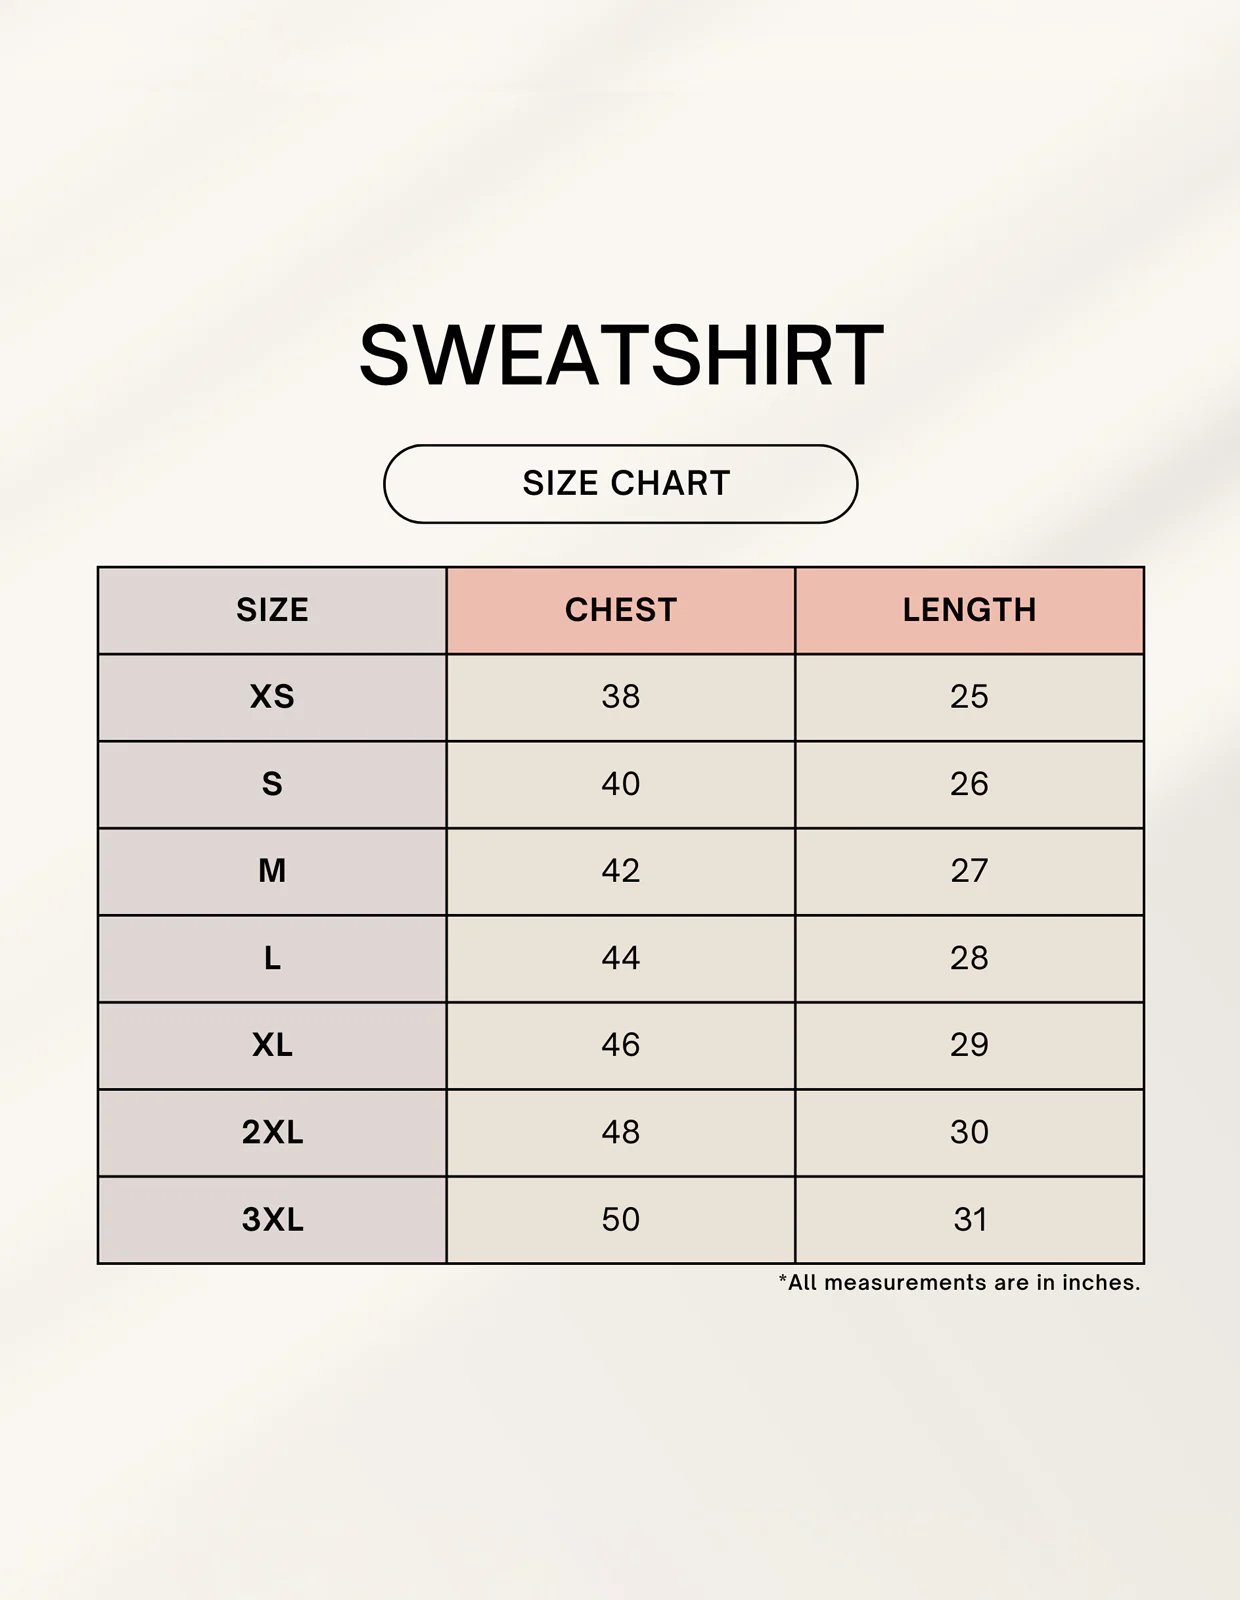 SWEATSHIRT
SIZE CHART
SIZE CHEST LENGTH
XS 38 25
S 40 26
M 42 27
L 44 28
XL 46 29
2XL 48 30
3XL 50 31
*All measurements are in inches.